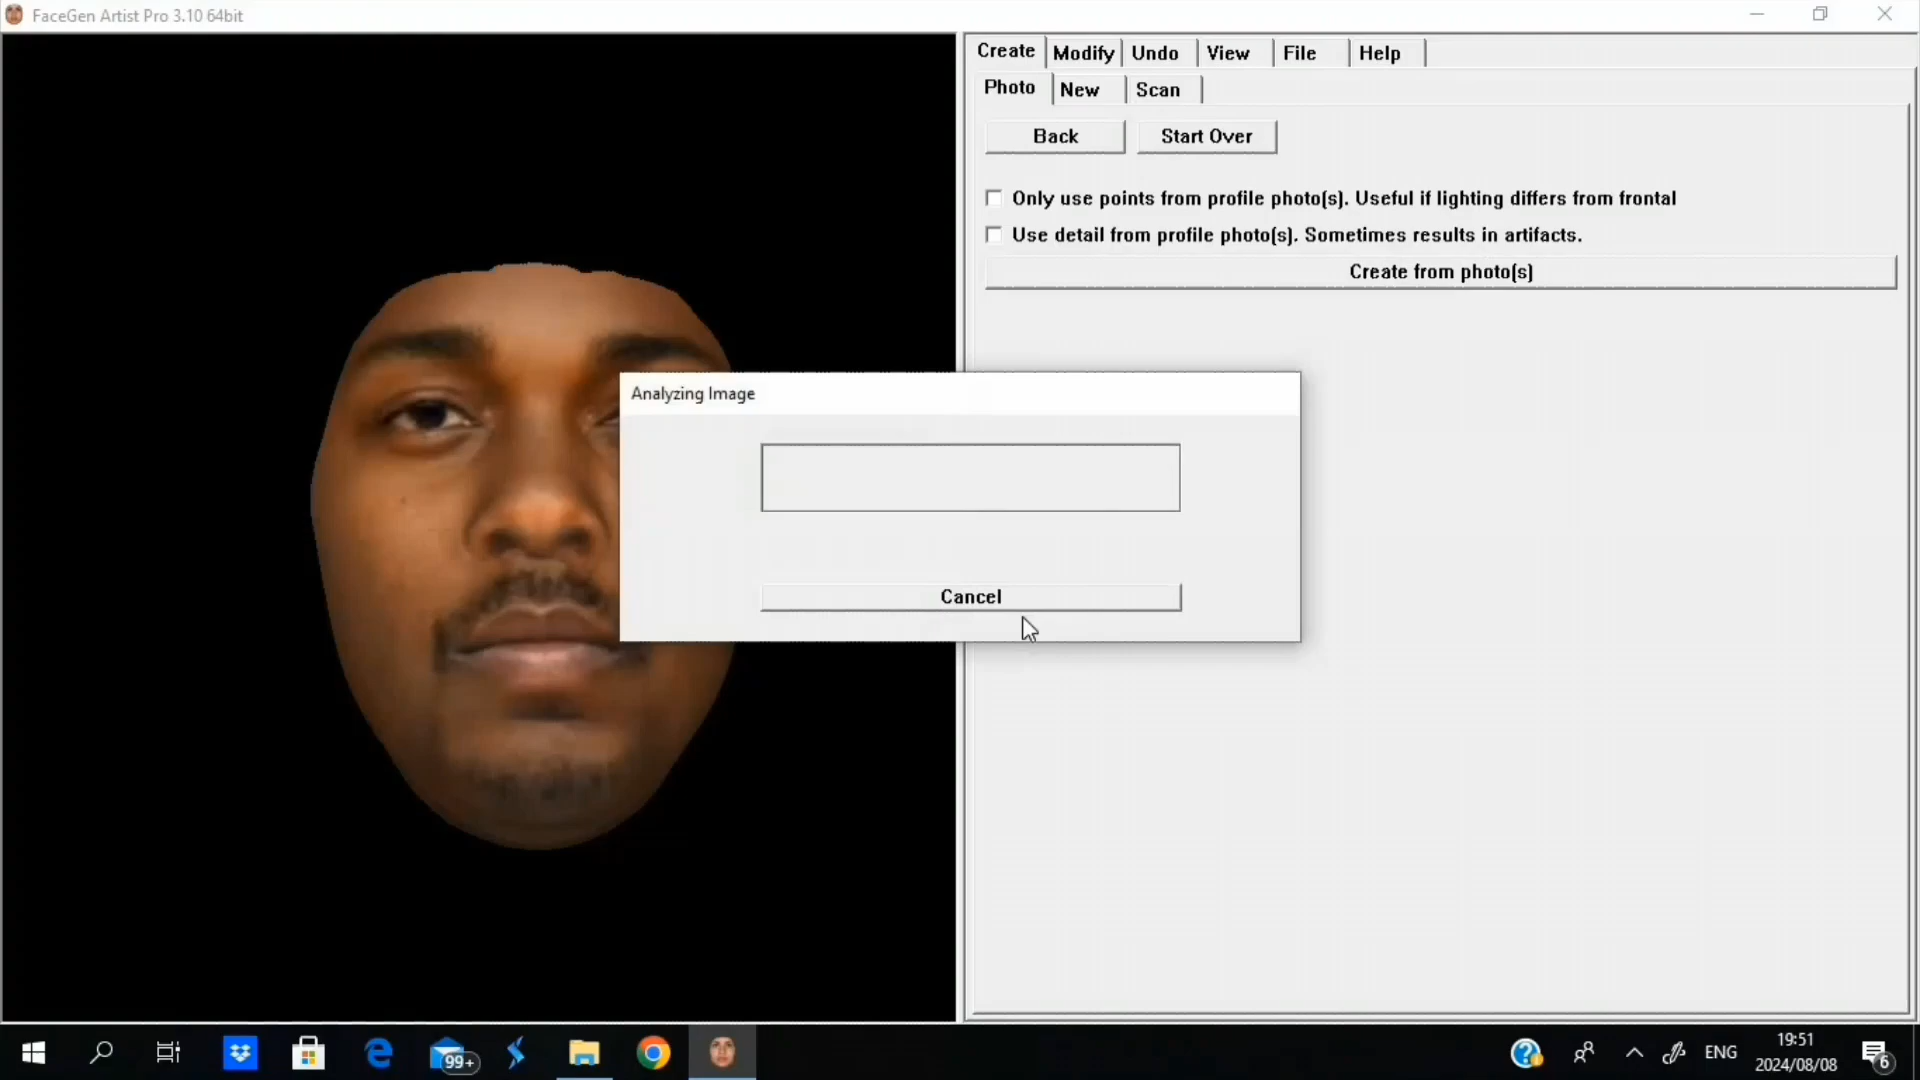 FaceGen Artist Pro 3.10 64bit
Create Modify Undo View File Help
Photo New Scan
Back Start Over
Only use points from profile photo(s). Useful if lighting differs from frontal
Use detail from profile photo(s). Sometimes results in artifacts.
Create from photo(s)
Analyzing Image
Cancel
99+
ENG
19:51
2024/08/08
6